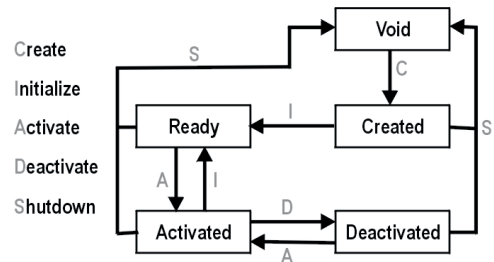 Void
S
C
Create
Initialize
I
Ready
Created
Activate
S
A
I
Deactivate
Shutdown
D
Activated
Deactivated
A